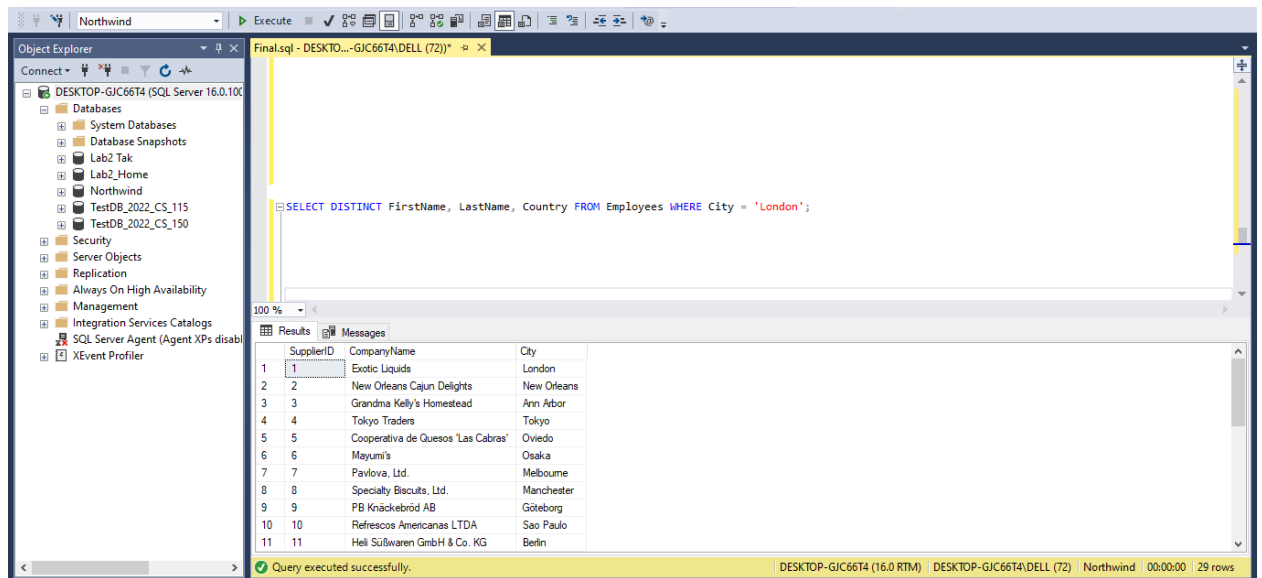 Northwind
Execute
Object Explorer
Final.sql - DESKTO...-GJC66T4\DELL (72))*
Connect
DESKTOP-GJC66T4 (SQL Server 16.0.100
Databases
System Databases
Database Snapshots
Lab2 Tak
Lab2_Home
Northwind
TestDB_2022_CS_115
TestDB_2022_CS_150
Security
Server Objects
Replication
Always On High Availability
Management
Integration Services Catalogs
SQL Server Agent (Agent XPs disabl
XEvent Profiler
SELECT DISTINCT FirstName, LastName, Country FROM Employees WHERE City = 'London';
100 %
Results Messages
SupplierID CompanyName City
1 1 Exotic Liquids London
2 2 New Orleans Cajun Delights New Orleans
3 3 Grandma Kelly's Homestead Ann Arbor
4 4 Tokyo Traders Tokyo
5 5 Cooperativa de Quesos 'Las Cabras' Oviedo
6 6 Mayumi's Osaka
7 7 Pavlova, Ltd. Melbourne
8 8 Specialty Biscuits, Ltd. Manchester
9 9 PB Knäckebröd AB Göteborg
10 10 Refrescos Americanas LTDA Sao Paulo
11 11 Heli Süßwaren GmbH & Co. KG Berlin
Query executed successfully. DESKTOP-GJC66T4 (16.0 RTM) DESKTOP-GJC66T4\DELL (72) Northwind 00:00:00 29 rows